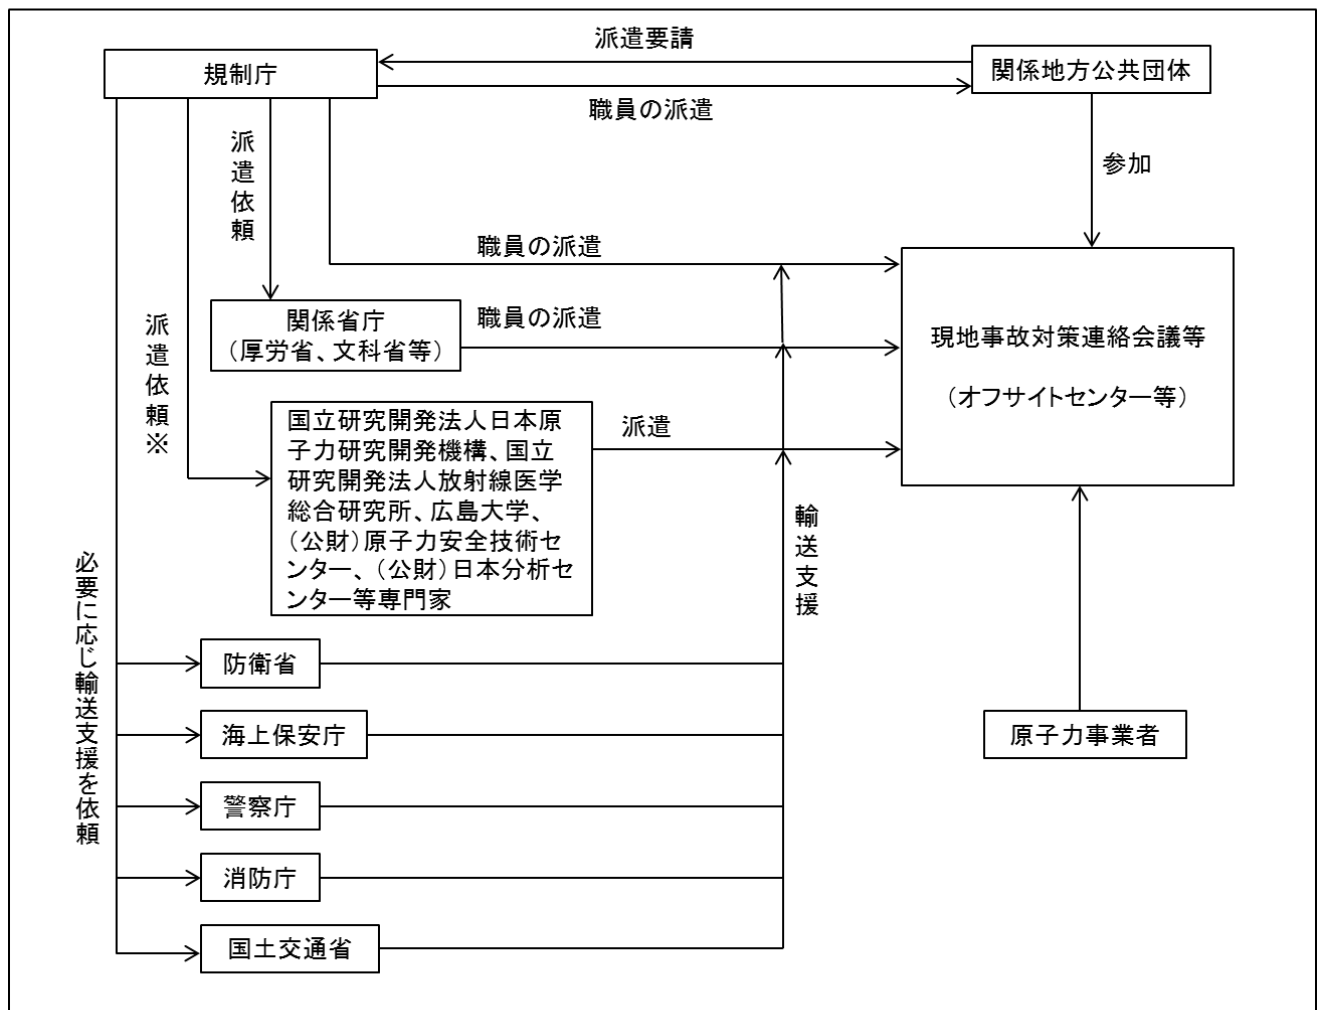 派遣要請
規制庁
関係地方公共団体
職員の派遣
派遣依頼
参加
職員の派遣
派遣依頼※
関係省庁
（厚労省、文科省等）
職員の派遣
現地事故対策連絡会議等
（オフサイトセンター等）
国立研究開発法人日本原
子力研究開発機構、国立
研究開発法人放射線医学
総合研究所、広島大学、
（公財）原子力安全技術セ
ンター、（公財）日本分析セ
ンター等専門家
派遣
輸送支援
必要に応じ輸送支援を依頼
防衛省
海上保安庁
原子力事業者
警察庁
消防庁
国土交通省